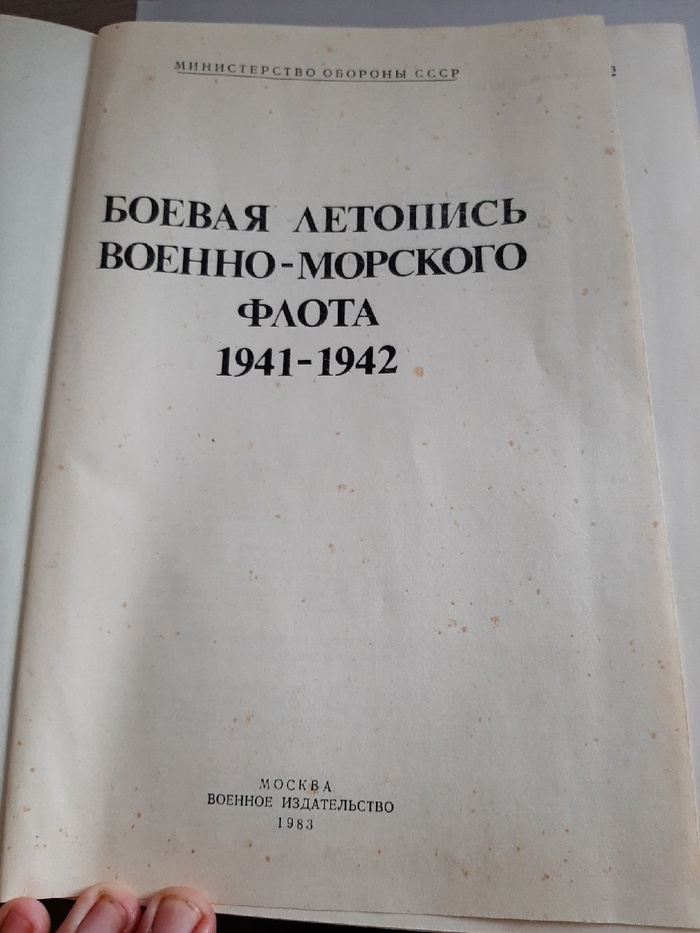 МИНИСТЕРСТВО ОБОРОНЫ СССР
БОЕВАЯ ЛЕТОПИСЬ
ВОЕННО-МОРСКОГО
ФЛОТА
1941-1942
МОСКВА
ВОЕННОЕ ИЗДАТЕЛЬСТВО
1983